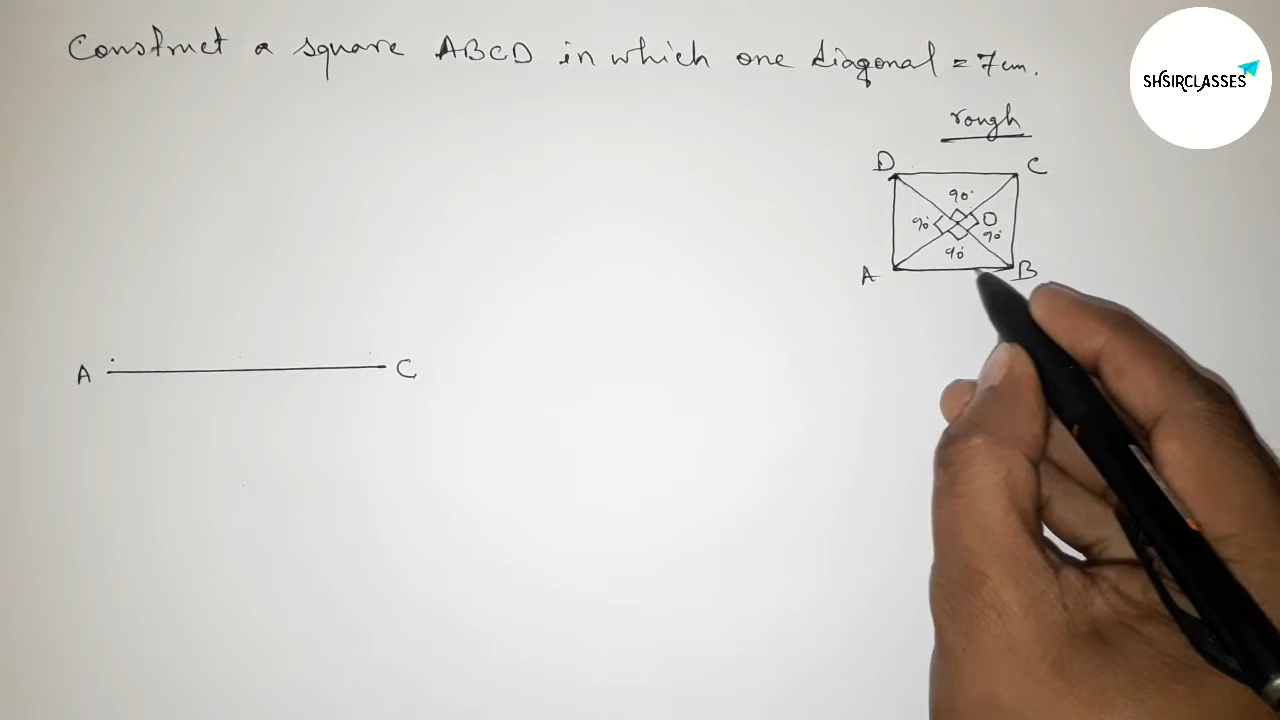 Construct a square ABCD in which one diagonal = 7cm.
SHSIRCLASSES
rough
D C
90°
90° O
90°
90°
A B
A C